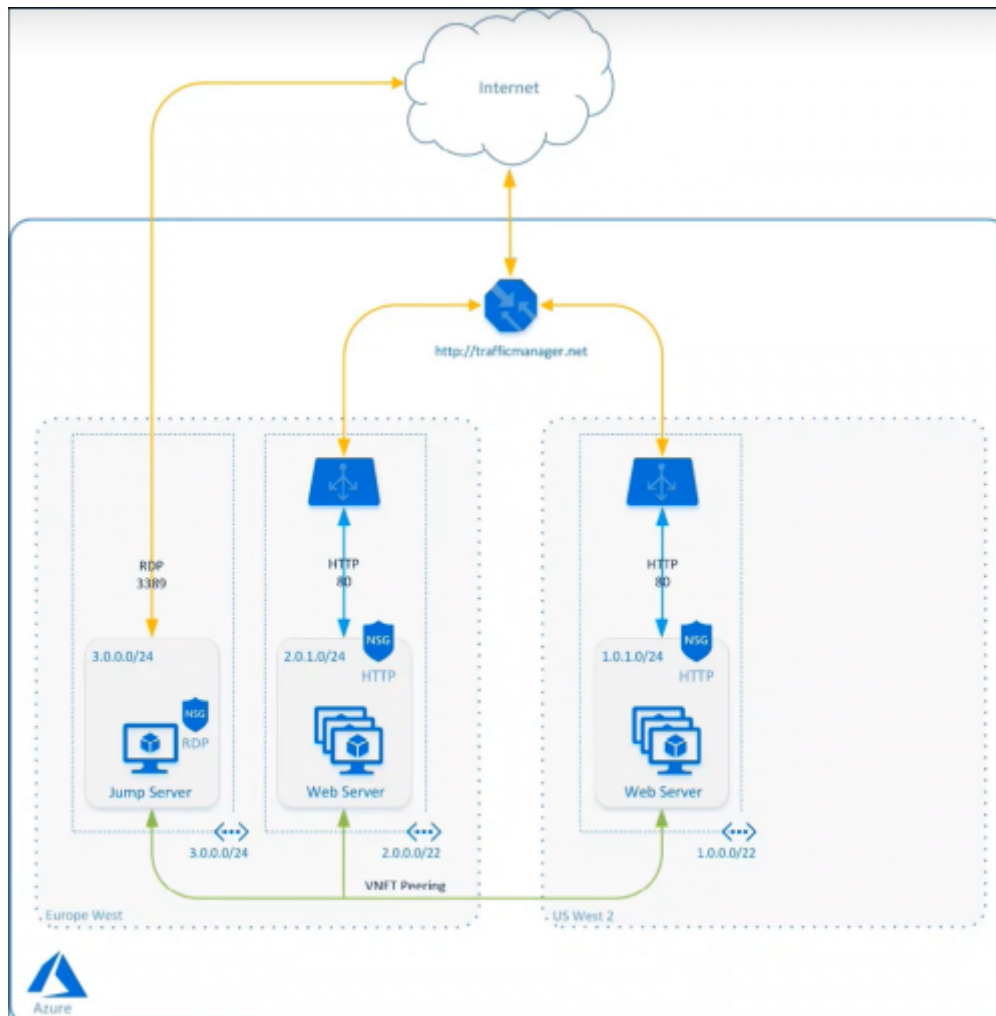 Internet
http://trafficmanager.net
RDP
3389
HTTP
80
HTTP
80
3.0.0.0/24
NSG
RDP
Jump Server
2.0.1.0/24
NSG
HTTP
Web Server
1.0.1.0/24
NSG
HTTP
Web Server
3.0.0.0/24
2.0.0.0/22
1.0.0.0/22
VNET Peering
Europe West
US West 2
Azure